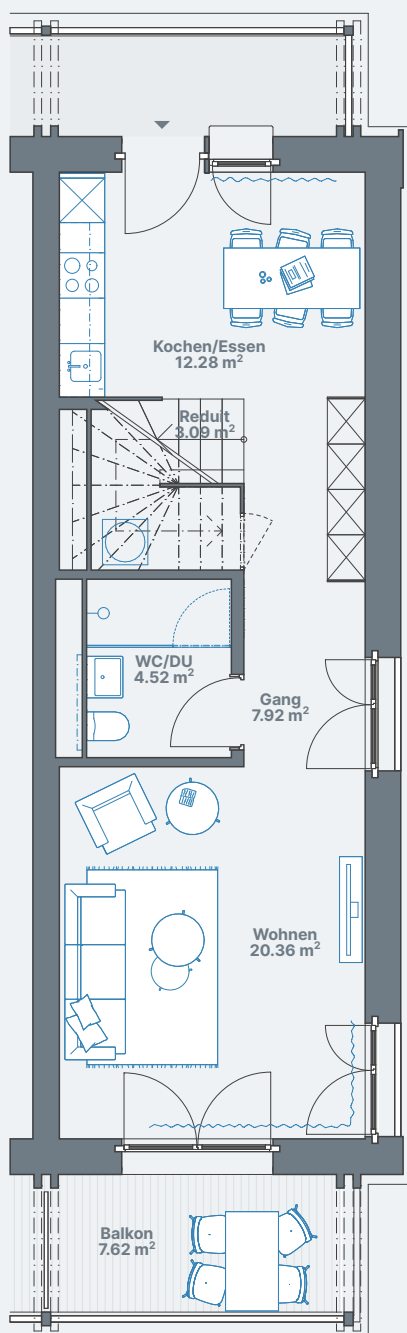 Kochen/Essen
12.28 m²
Reduit
3.09 m²
WC/DU
4.52 m²
Gang
7.92 m²
Wohnen
20.36 m²
Balkon
7.62 m²